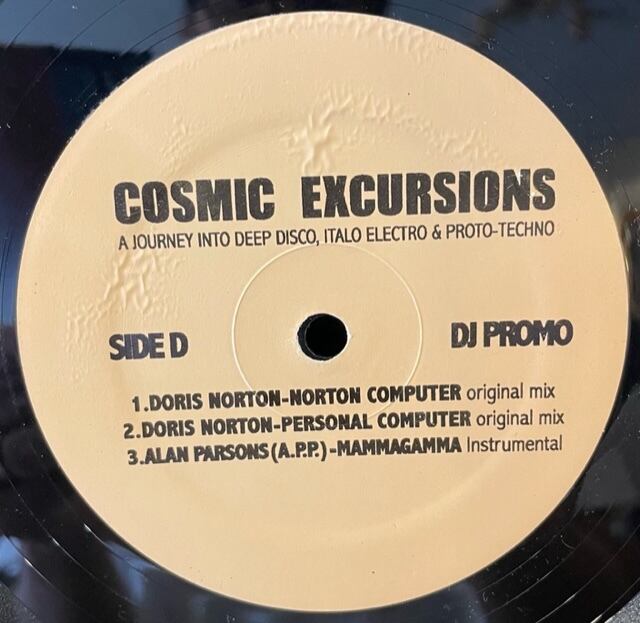 COSMIC EXCURSIONS
A JOURNEY INTO DEEP DISCO, ITALO ELECTRO & PROTO-TECHNO
SIDE D
DJ PROMO
1.DORIS NORTON-NORTON COMPUTER original mix
2.DORIS NORTON-PERSONAL COMPUTER original mix
3.ALAN PARSONS (A.P.P.) -MAMMAGAMMA Instrumental